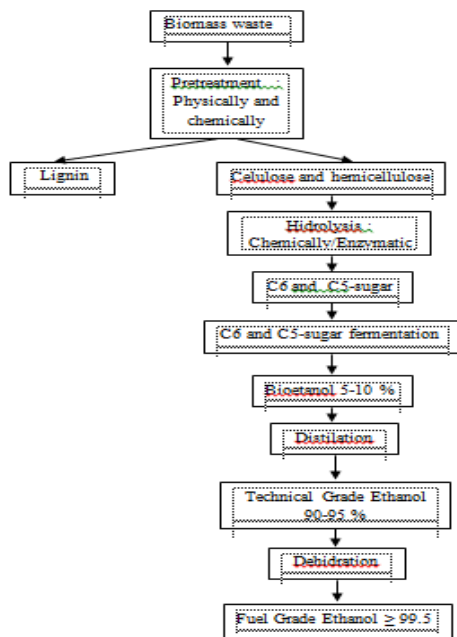 Biomass waste
Pretreatment :
Physically and
chemically
Lignin
Celulose and hemicellulose
Hidrolysis :
Chemically/Enzymatic
C6 and C5-sugar
C6 and C5-sugar fermentation
Bioetanol 5-10 %
Distilation
Technical Grade Ethanol
90-95 %
Dehidration
Fuel Grade Ethanol ≥ 99.5